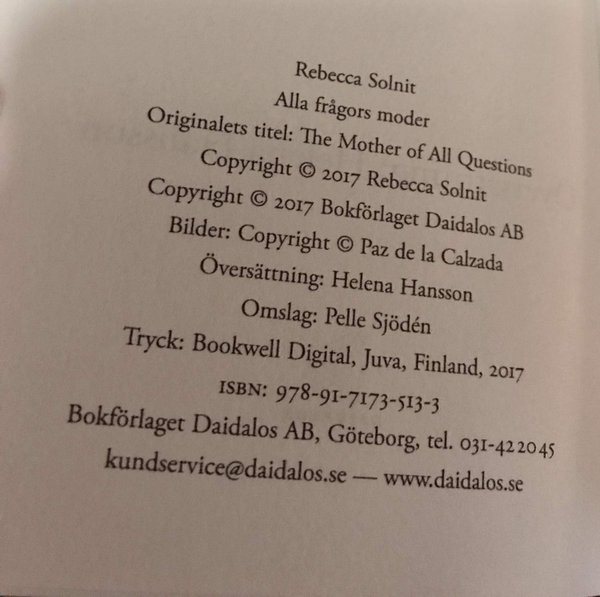 Rebecca Solnit
Alla frågors moder
Originalets titel: The Mother of All Questions
Copyright © 2017 Rebecca Solnit
Copyright © 2017 Bokförlaget Daidalos AB
Bilder: Copyright © Paz de la Calzada
Översättning: Helena Hansson
Omslag: Pelle Sjödén
Tryck: Bookwell Digital, Juva, Finland, 2017
ISBN: 978-91-7173-513-3
Bokförlaget Daidalos AB, Göteborg, tel. 031-422045
kundservice@daidalos.se — www.daidalos.se